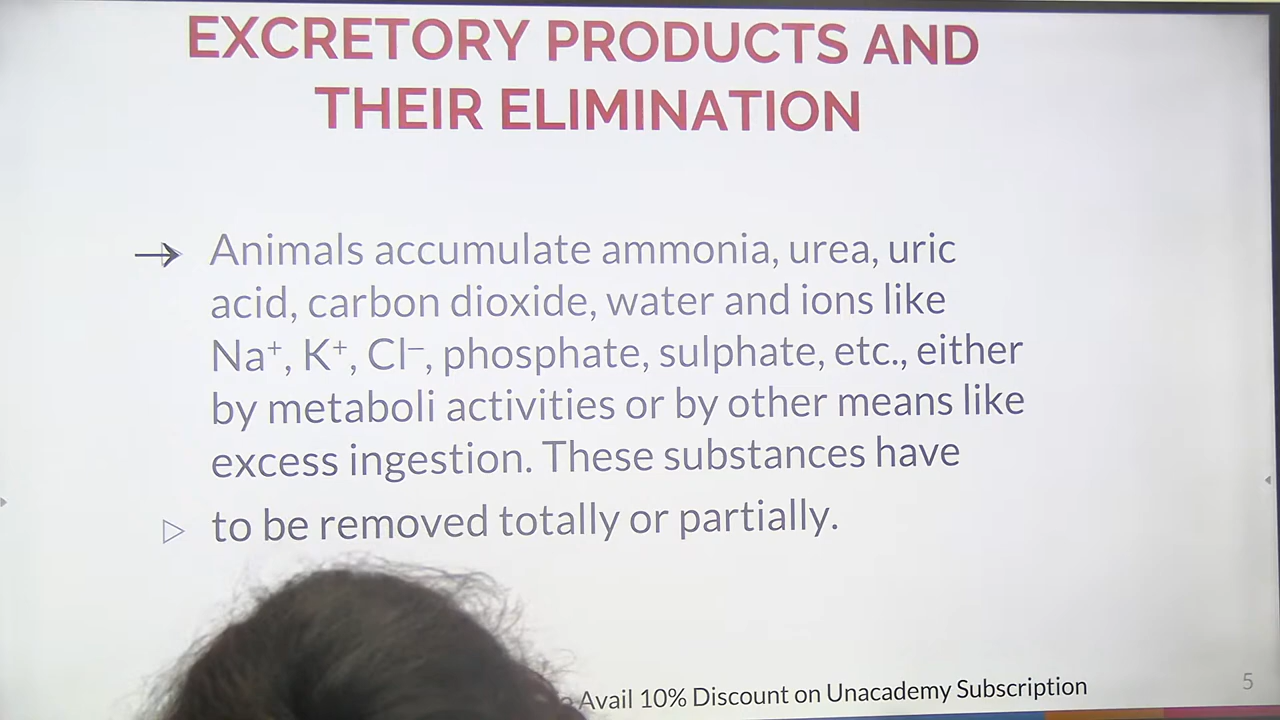 EXCRETORY PRODUCTS AND
THEIR ELIMINATION
→ Animals accumulate ammonia, urea, uric
acid, carbon dioxide, water and ions like
Na⁺, K⁺, Cl⁻, phosphate, sulphate, etc., either
by metaboli activities or by other means like
excess ingestion. These substances have
▷ to be removed totally or partially.
Avail 10% Discount on Unacademy Subscription
5